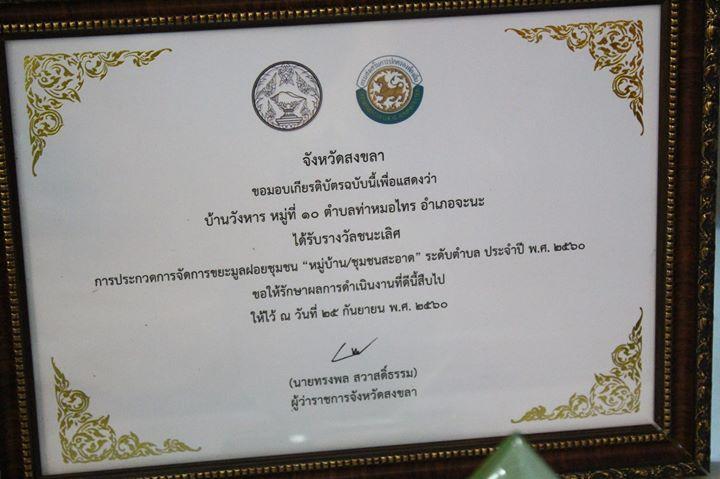 จังหวัดสงขลา
ขอมอบเกียรติบัตรฉบับนี้เพื่อแสดงว่า
บ้านวังหาร หมู่ที่ ๑๐ ตำบลท่าหมอไทร อำเภอจะนะ
ได้รับรางวัลชนะเลิศ
การประกวดการจัดการขยะมูลฝอยชุมชน “หมู่บ้าน/ชุมชนสะอาด” ระดับตำบล ประจำปี พ.ศ. ๒๕๖๐
ขอให้รักษาผลการดำเนินงานที่ดีนี้สืบไป
ให้ไว้ ณ วันที่ ๒๕ กันยายน พ.ศ. ๒๕๖๐
(นายทรงพล สวาสดิ์ธรรม)
ผู้ว่าราชการจังหวัดสงขลา